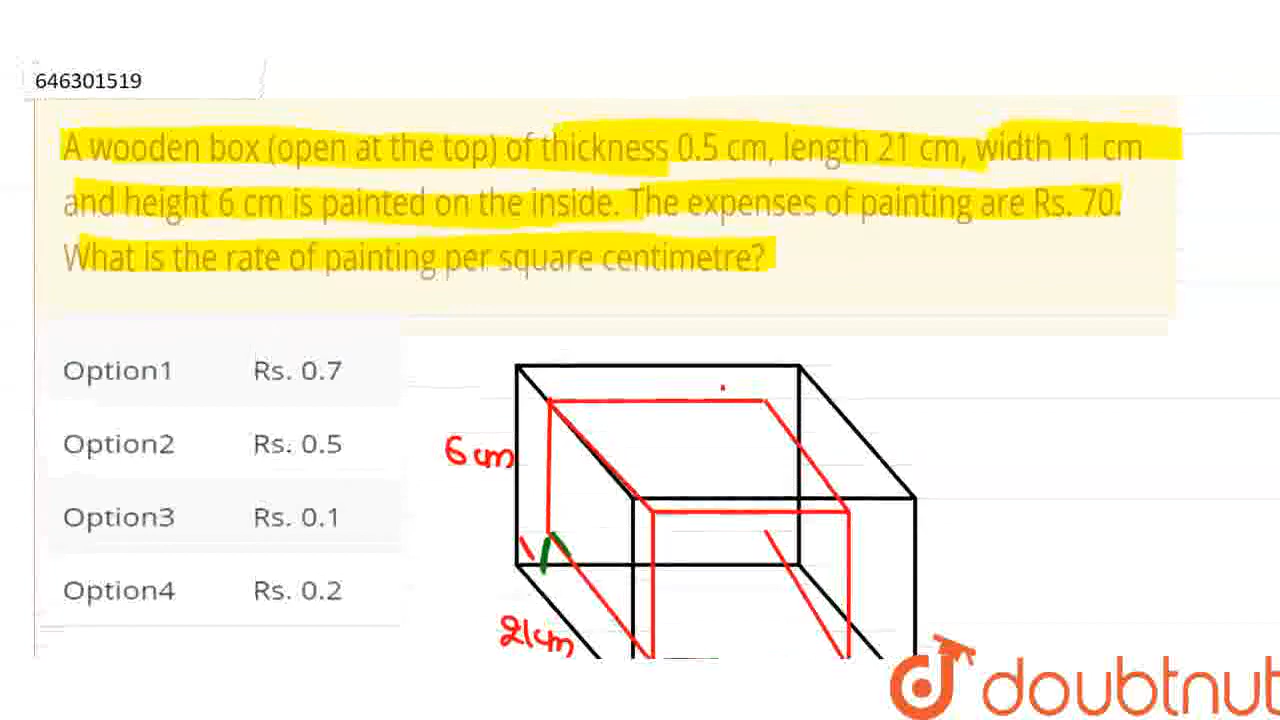 646301519
A wooden box (open at the top) of thickness 0.5 cm, length 21 cm, width 11 cm
and height 6 cm is painted on the inside. The expenses of painting are Rs. 70.
What is the rate of painting per square centimetre?
Option1 Rs. 0.7
Option2 Rs. 0.5
Option3 Rs. 0.1
Option4 Rs. 0.2
6 cm
21cm
doubtnut